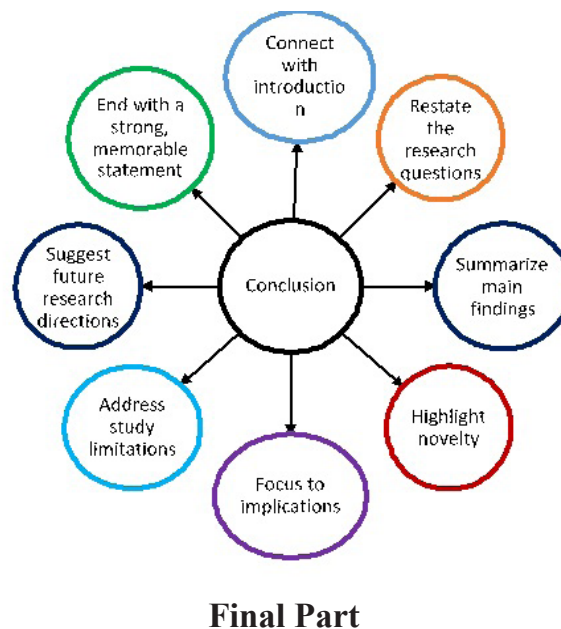 Connect
with
introductio
n
Restate
the
research
questions
Summarize
main
findings
Highlight
novelty
Focus to
implications
Address
study
limitations
Suggest
future
research
directions
End with a
strong,
memorable
statement
Conclusion
Final Part